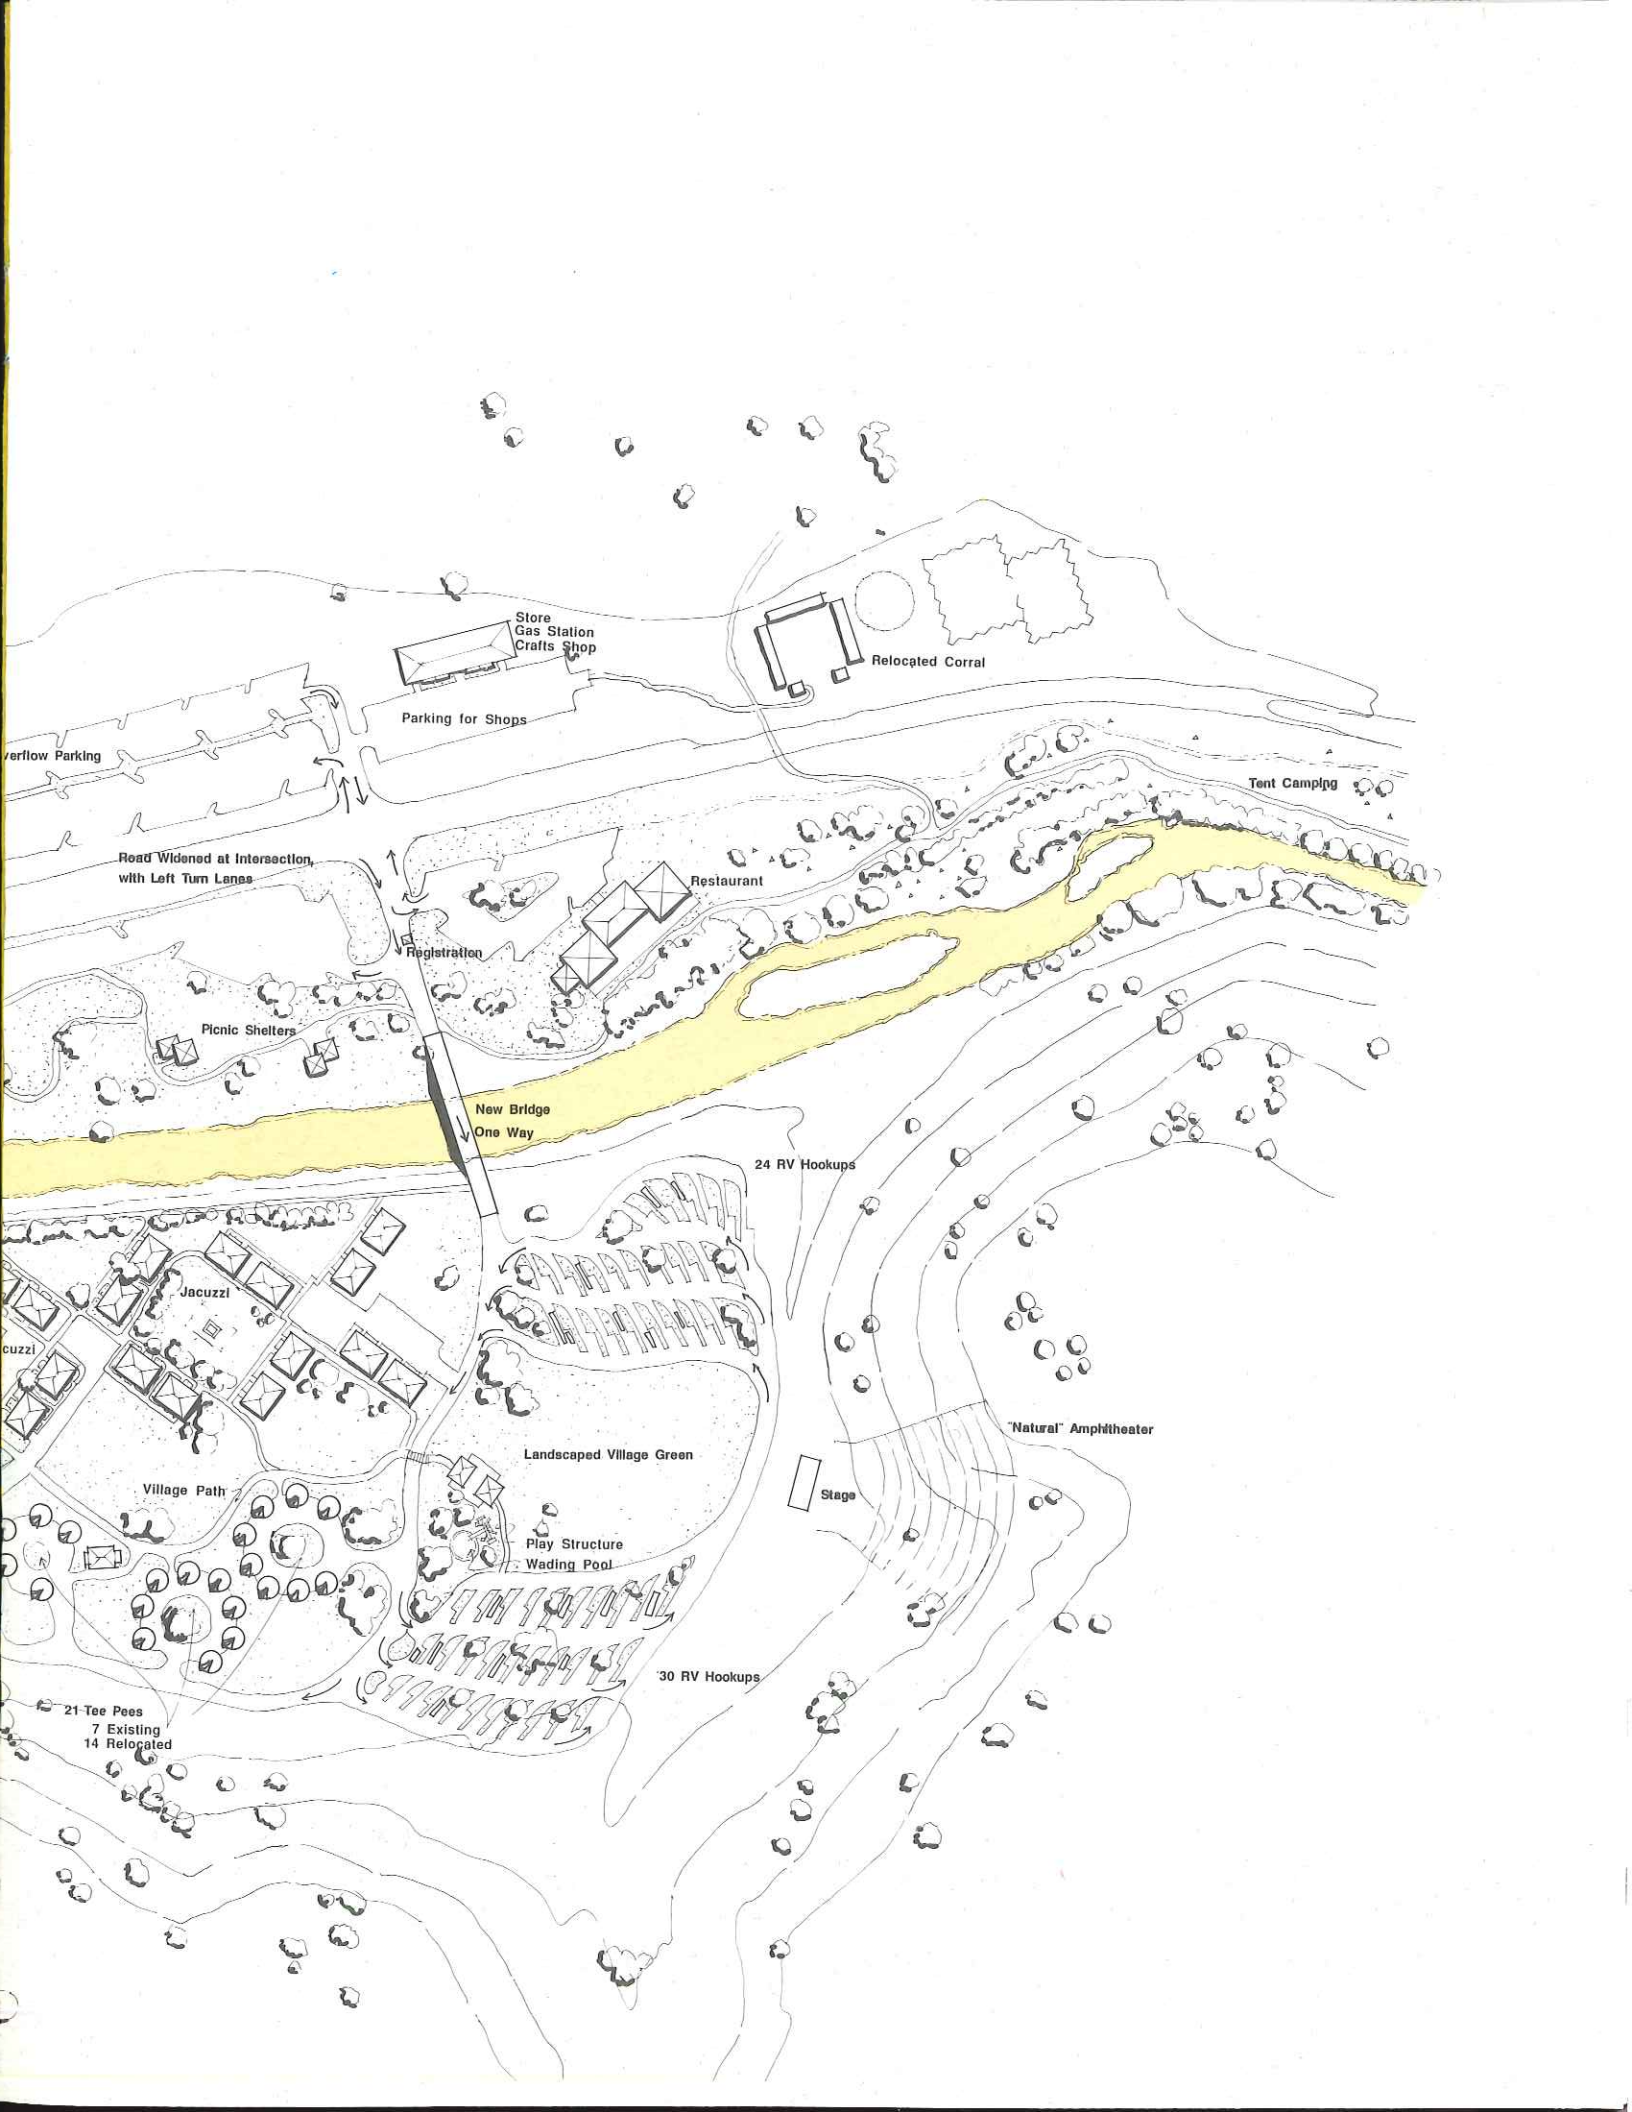 Store
Gas Station
Crafts Shop
Relocated Corral
Parking for Shops
verflow Parking
Tent Camping
Road Widened at Intersection,
with Left Turn Lanes
Restaurant
Registration
Picnic Shelters
New Bridge
One Way
24 RV Hookups
Jacuzzi
cuzzi
"Natural" Amphitheater
Landscaped Village Green
Village Path
Stage
Play Structure
Wading Pool
30 RV Hookups
21 Tee Pees
7 Existing
14 Relocated